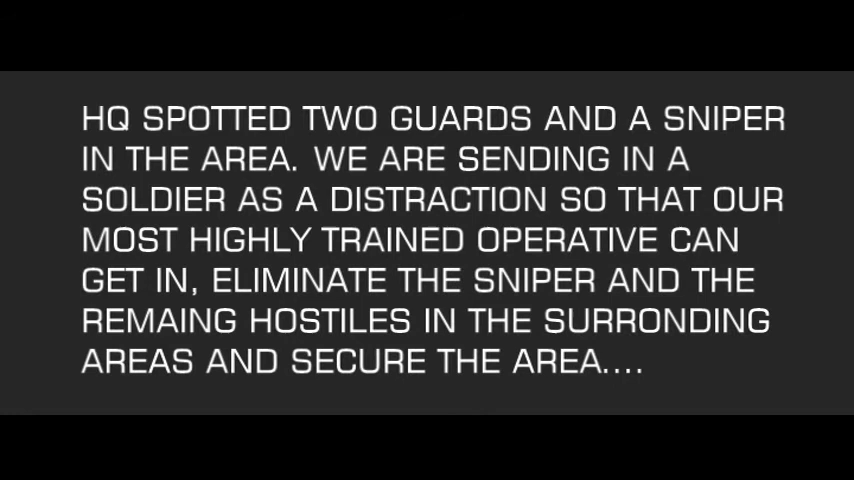 HQ SPOTTED TWO GUARDS AND A SNIPER
IN THE AREA. WE ARE SENDING IN A
SOLDIER AS A DISTRACTION SO THAT OUR
MOST HIGHLY TRAINED OPERATIVE CAN
GET IN, ELIMINATE THE SNIPER AND THE
REMAING HOSTILES IN THE SURRONDING
AREAS AND SECURE THE AREA....